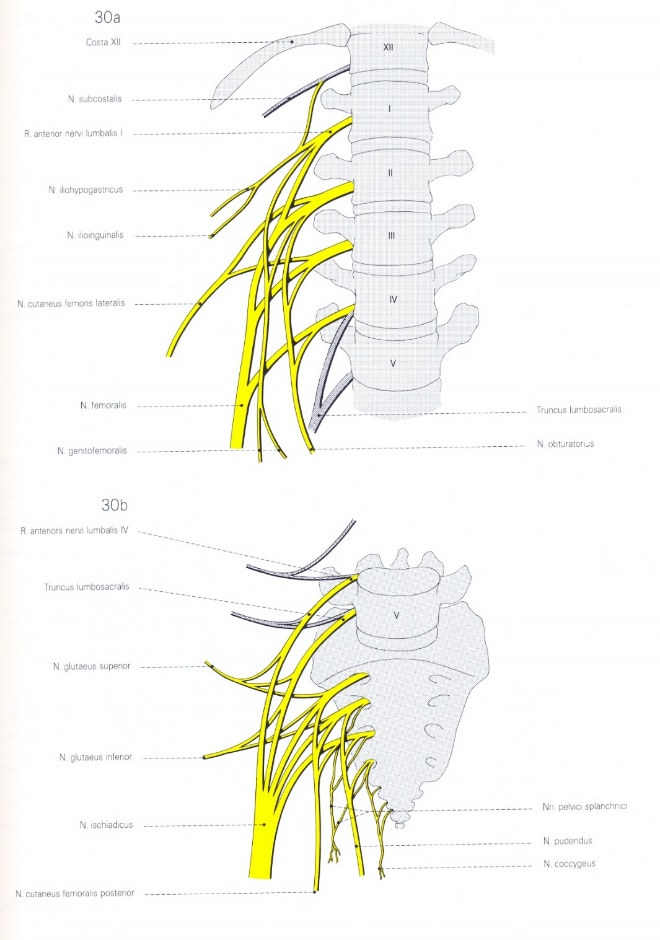 30a
Costa XII
XII
N. subcostalis
I
R. anterior nervi lumbalis I
II
N. iliohypogastricus
N. ilioinguinalis
III
N. cutaneus femoris lateralis
IV
V
N. femoralis
Truncus lumbosacralis
N. genitofemoralis
N. obturatorius
30b
R. anteriors nervi lumbalis IV
Truncus lumbosacralis
V
N. glutaeus superior
N. glutaeus inferior
Nn. pelvici splanchnici
N. ischiadicus
N. pudendus
N. coccygeus
N. cutaneus femoralis posterior